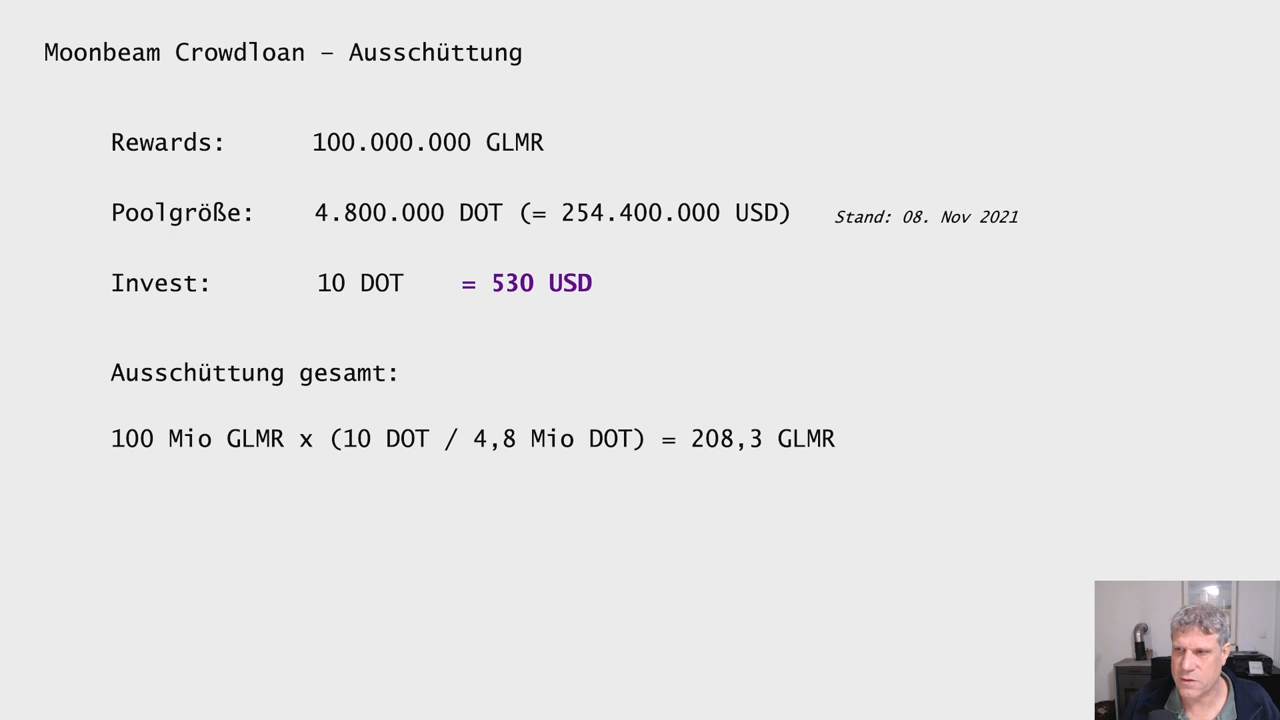 Moonbeam Crowdloan – Ausschüttung
Rewards: 100.000.000 GLMR
Poolgröße: 4.800.000 DOT (= 254.400.000 USD) Stand: 08. Nov 2021
Invest: 10 DOT = 530 USD
Ausschüttung gesamt:
100 Mio GLMR x (10 DOT / 4,8 Mio DOT) = 208,3 GLMR